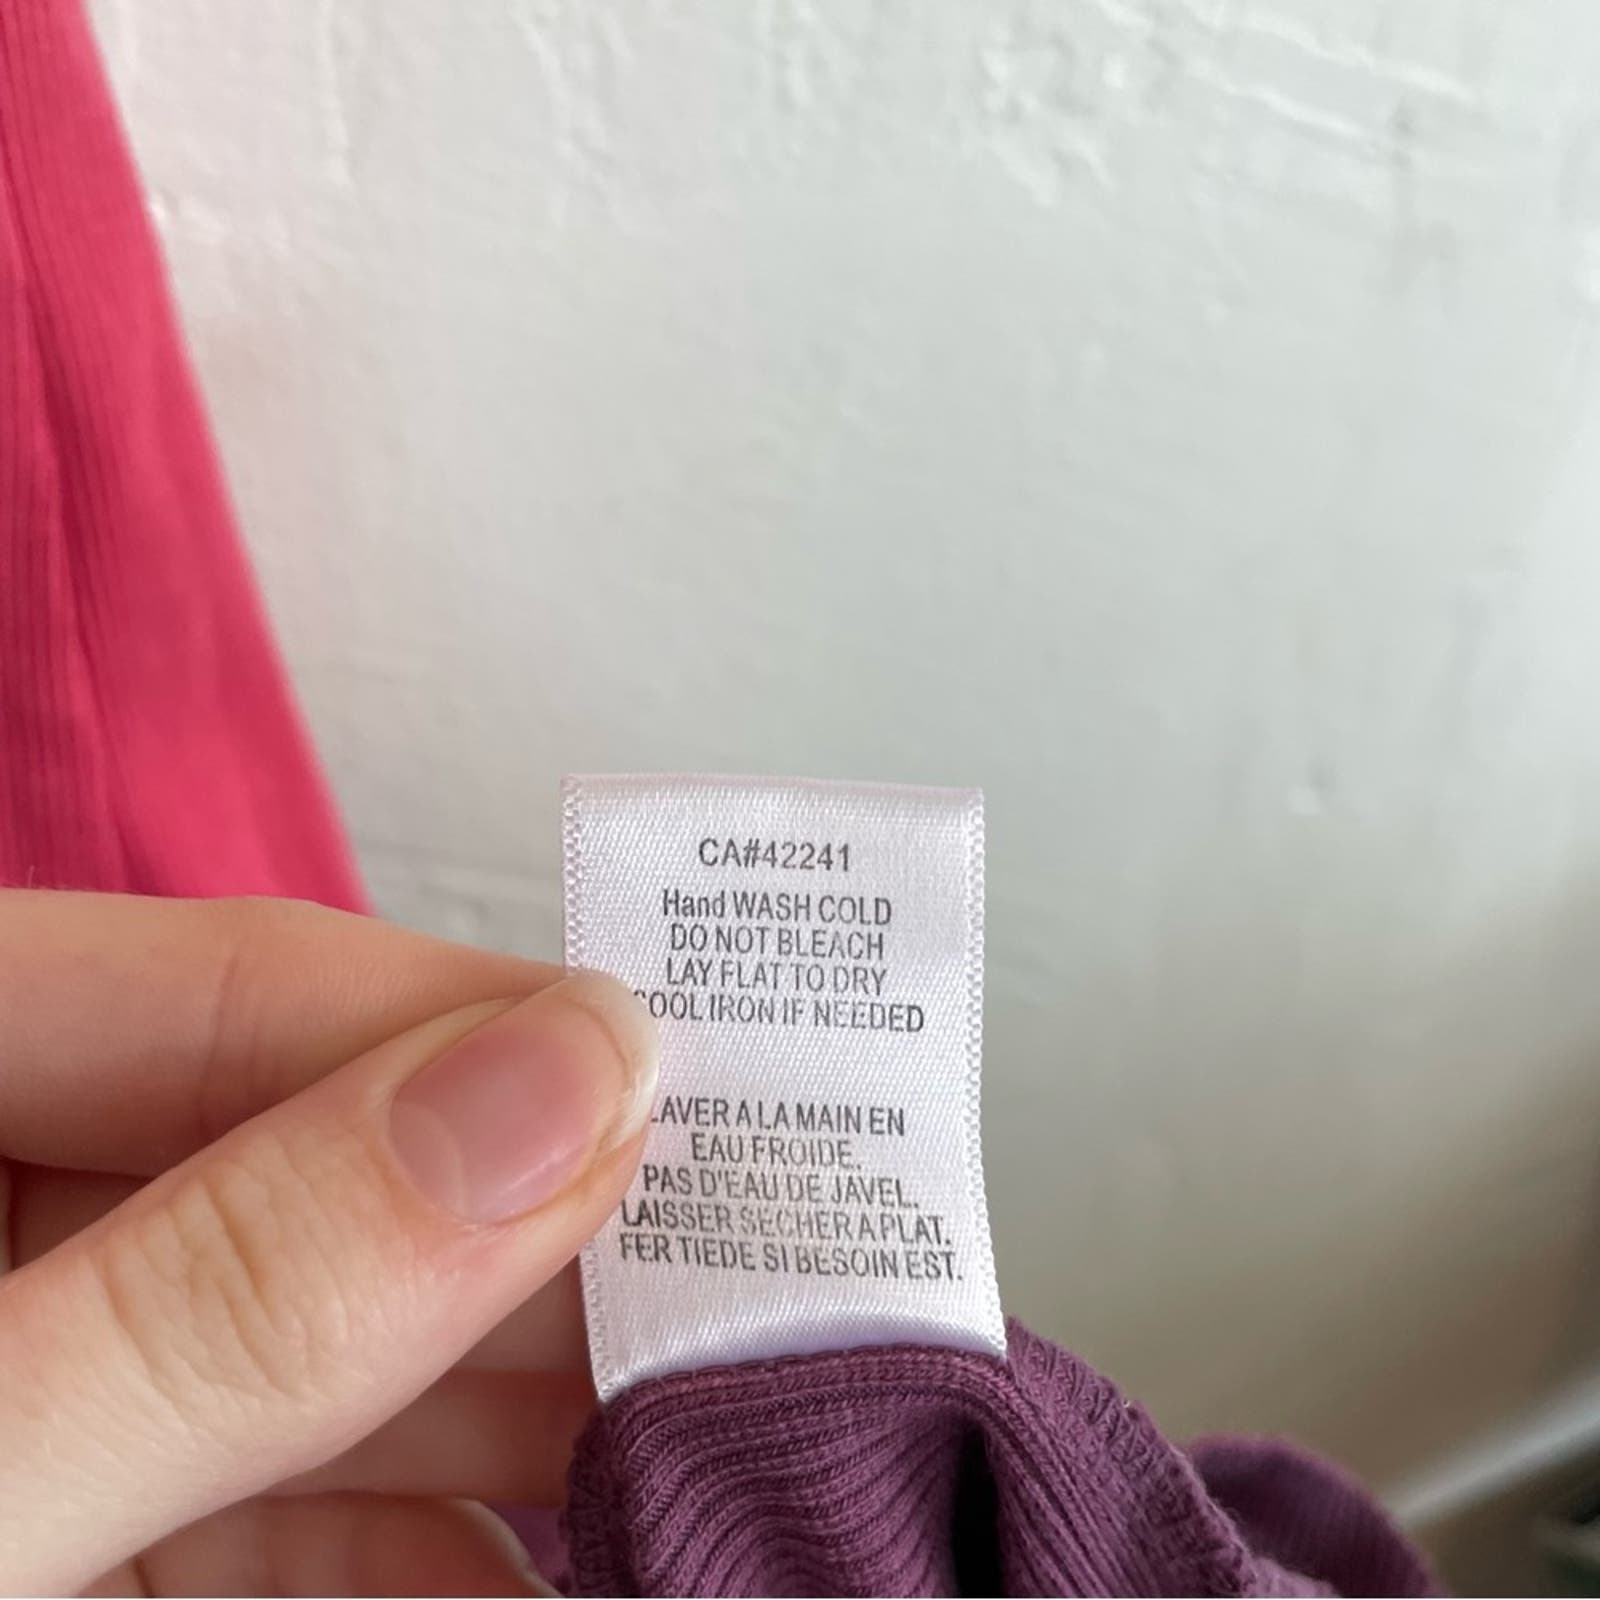 CA#42241
Hand WASH COLD
DO NOT BLEACH
LAY FLAT TO DRY
COOL IRON IF NEEDED
LAVER A LA MAIN EN
EAU FROIDE.
PAS D'EAU DE JAVEL.
LAISSER SECHER A PLAT.
FER TIEDE SI BESOIN EST.